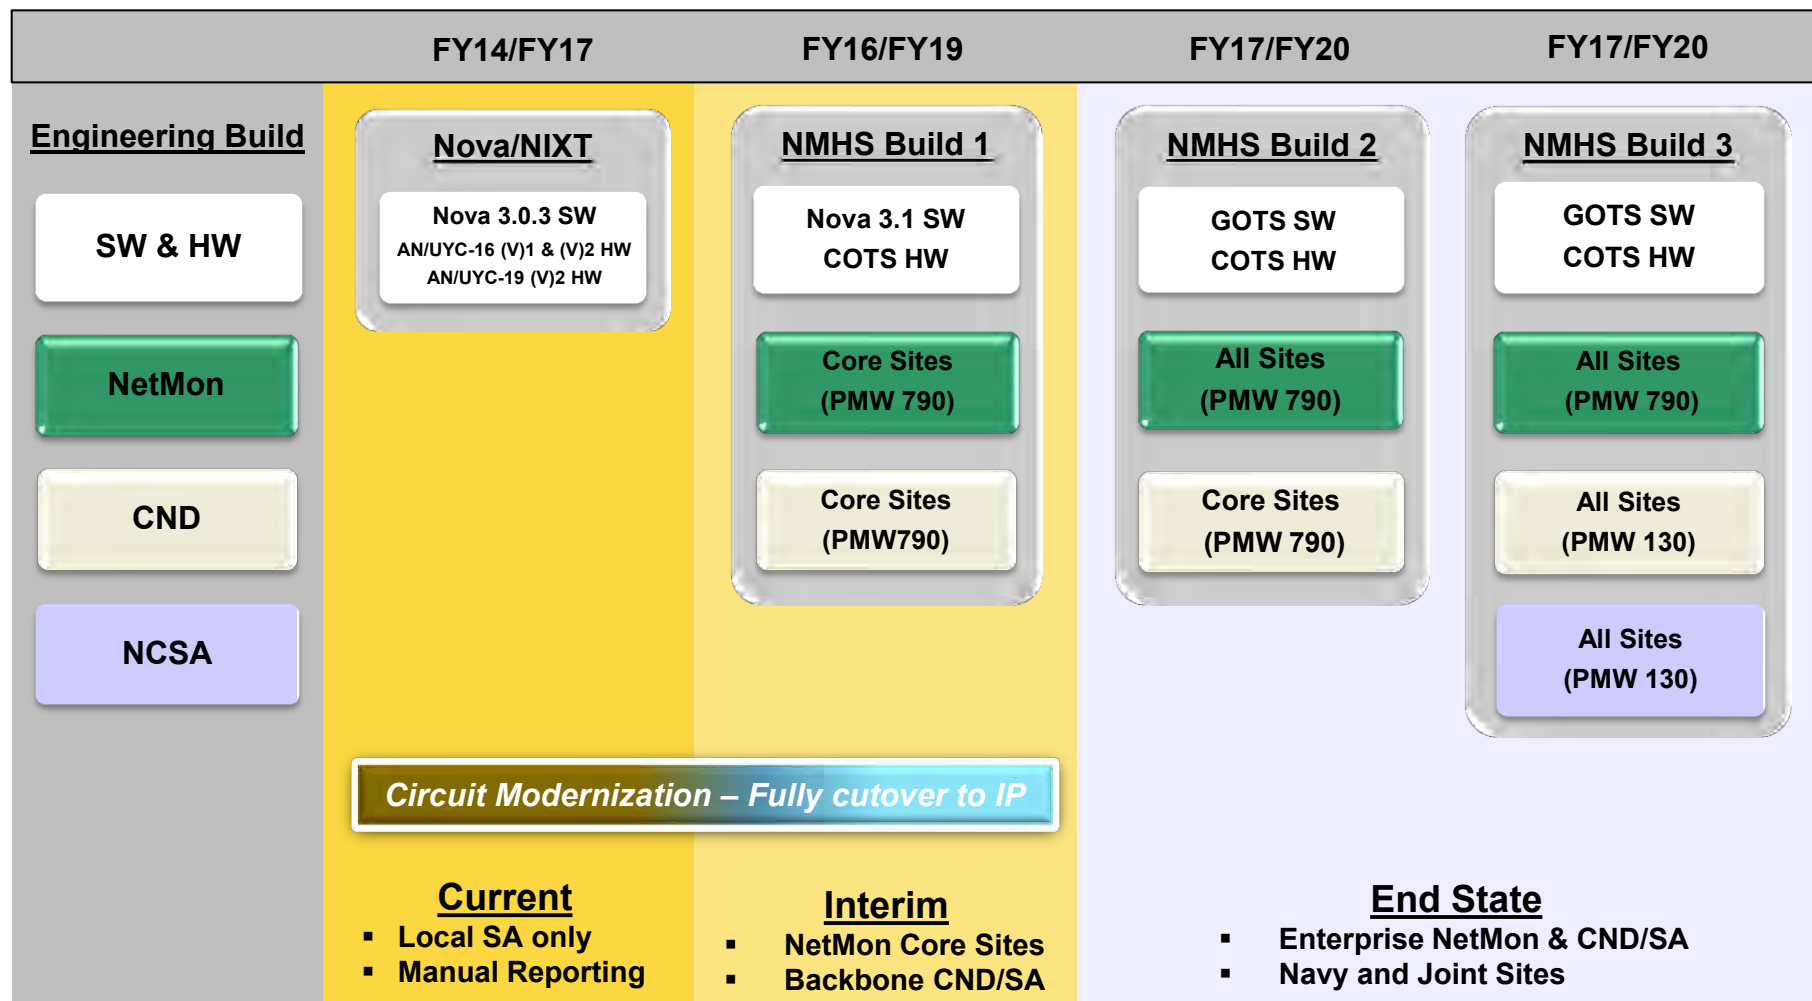 FY14/FY17
FY16/FY19
FY17/FY20
FY17/FY20
Engineering Build
SW & HW
NetMon
CND
NCSA
Nova/NIXT
Nova 3.0.3 SW
AN/UYC-16 (V)1 & (V)2 HW
AN/UYC-19 (V)2 HW
NMHS Build 1
Nova 3.1 SW
COTS HW
Core Sites
(PMW 790)
Core Sites
(PMW790)
NMHS Build 2
GOTS SW
COTS HW
All Sites
(PMW 790)
Core Sites
(PMW 790)
NMHS Build 3
GOTS SW
COTS HW
All Sites
(PMW 790)
All Sites
(PMW 130)
All Sites
(PMW 130)
Circuit Modernization – Fully cutover to IP
Current
▪ Local SA only
▪ Manual Reporting
Interim
▪ NetMon Core Sites
▪ Backbone CND/SA
End State
▪ Enterprise NetMon & CND/SA
▪ Navy and Joint Sites